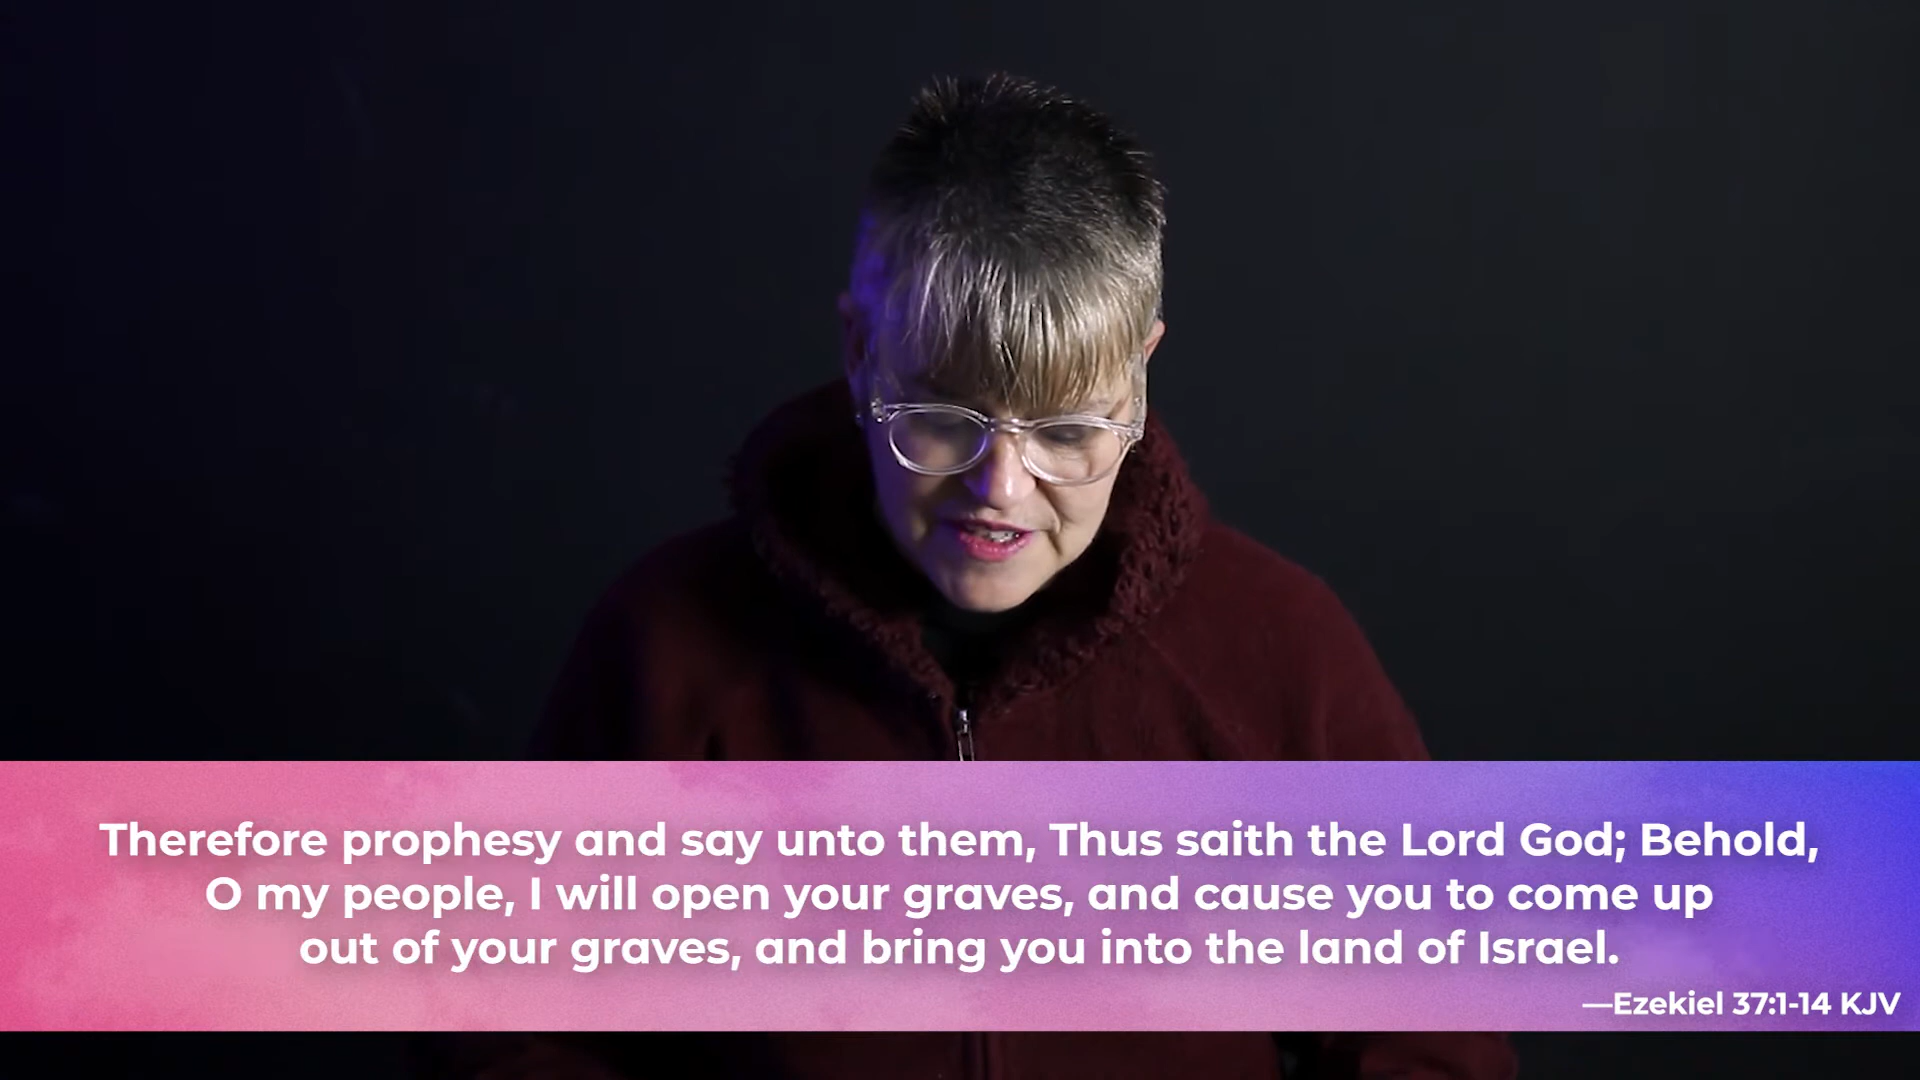 Therefore prophesy and say unto them, Thus saith the Lord God; Behold,
O my people, I will open your graves, and cause you to come up
out of your graves, and bring you into the land of Israel.
—Ezekiel 37:1-14 KJV